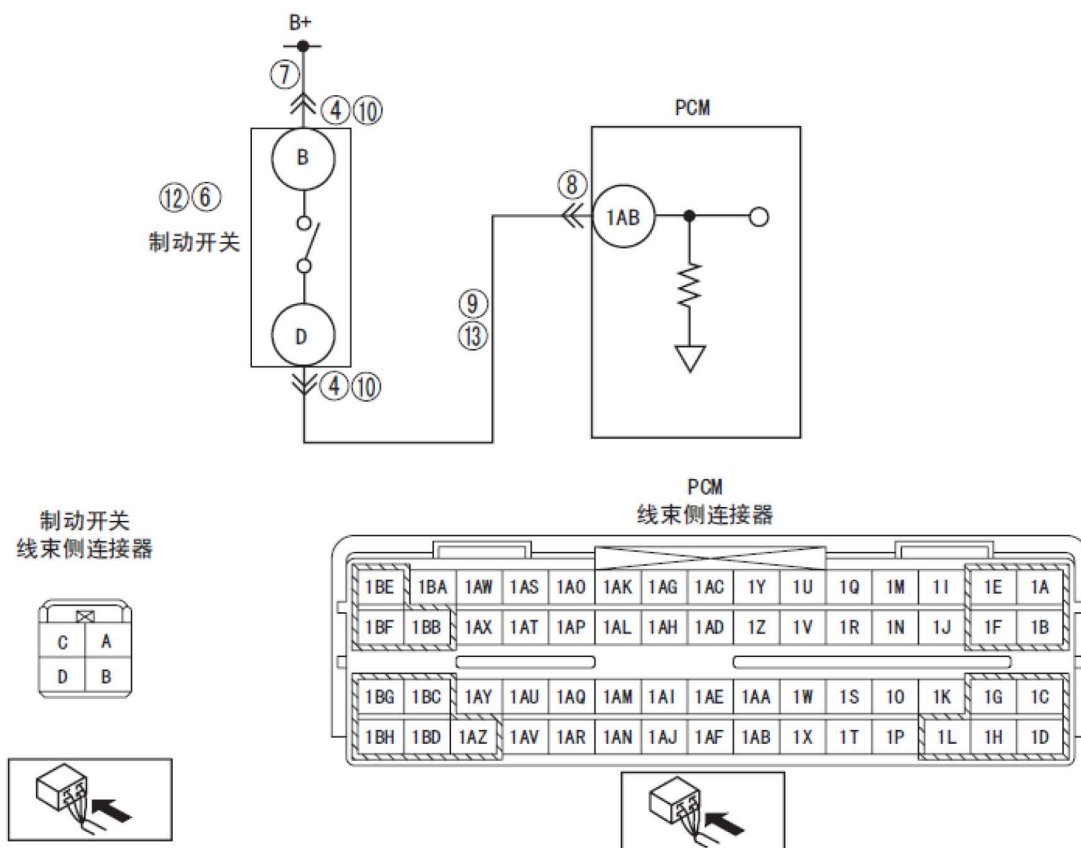 B+
⑦
④⑩
PCM
B
⑫⑥
制动开关
⑧
1AB
⑨
⑬
D
④⑩
PCM
线束侧连接器
制动开关
线束侧连接器
C A
D B
1BE 1BA 1AW 1AS 1AO 1AK 1AG 1AC 1Y 1U 1Q 1M 1I 1E 1A
1BF 1BB 1AX 1AT 1AP 1AL 1AH 1AD 1Z 1V 1R 1N 1J 1F 1B
1BG 1BC 1AY 1AU 1AQ 1AM 1AI 1AE 1AA 1W 1S 1O 1K 1G 1C
1BH 1BD 1AZ 1AV 1AR 1AN 1AJ 1AF 1AB 1X 1T 1P 1L 1H 1D